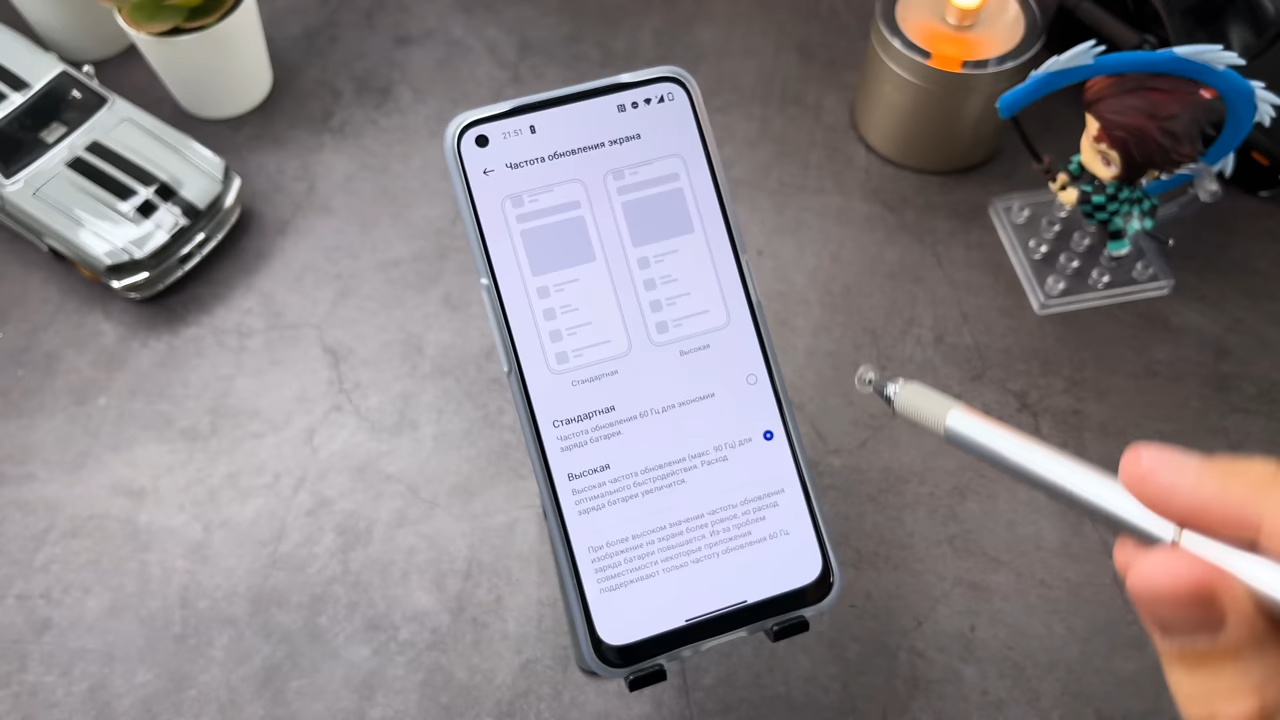 21:51
Частота обновления экрана
Стандартная
Высокая
Стандартная
Частота обновления 60 Гц для экономии
заряда батареи.
Высокая
Высокая частота обновления (макс. 90 Гц) для
оптимального быстродействия. Расход
заряда батареи увеличится.
При более высоком значении частоты обновления
изображение на экране более ровное, но расход
заряда батареи повышается. Из-за проблем
совместимости некоторые приложения
поддерживают только частоту обновления 60 Гц.